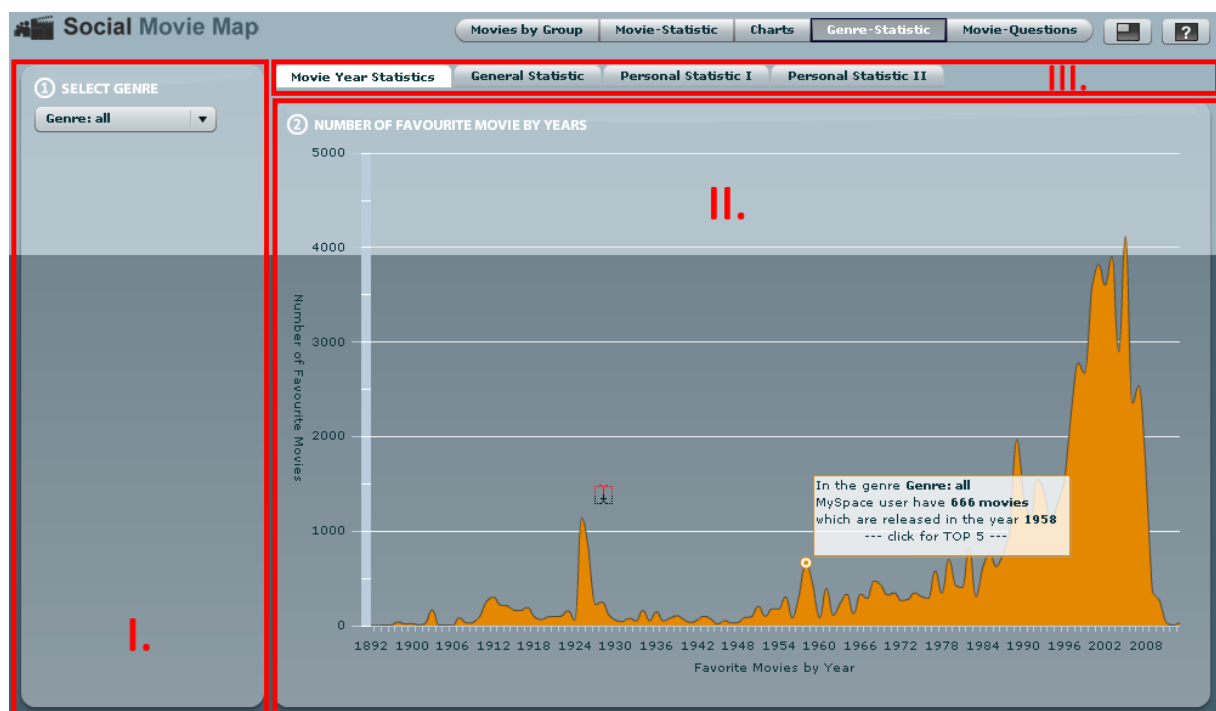 Social Movie Map
Movies by Group Movie-Statistic Charts Genre-Statistic Movie-Questions ?
Movie Year Statistics General Statistic Personal Statistic I Personal Statistic II III.
1 SELECT GENRE
Genre: all
I.
2 NUMBER OF FAVOURITE MOVIE BY YEARS
II.
5000
4000
3000
2000
1000
0
Number of Favourite Movies
In the genre Genre: all
MySpace user have 666 movies
which are released in the year 1958
--- click for TOP 5 ---
1892 1900 1906 1912 1918 1924 1930 1936 1942 1948 1954 1960 1966 1972 1978 1984 1990 1996 2002 2008
Favorite Movies by Year